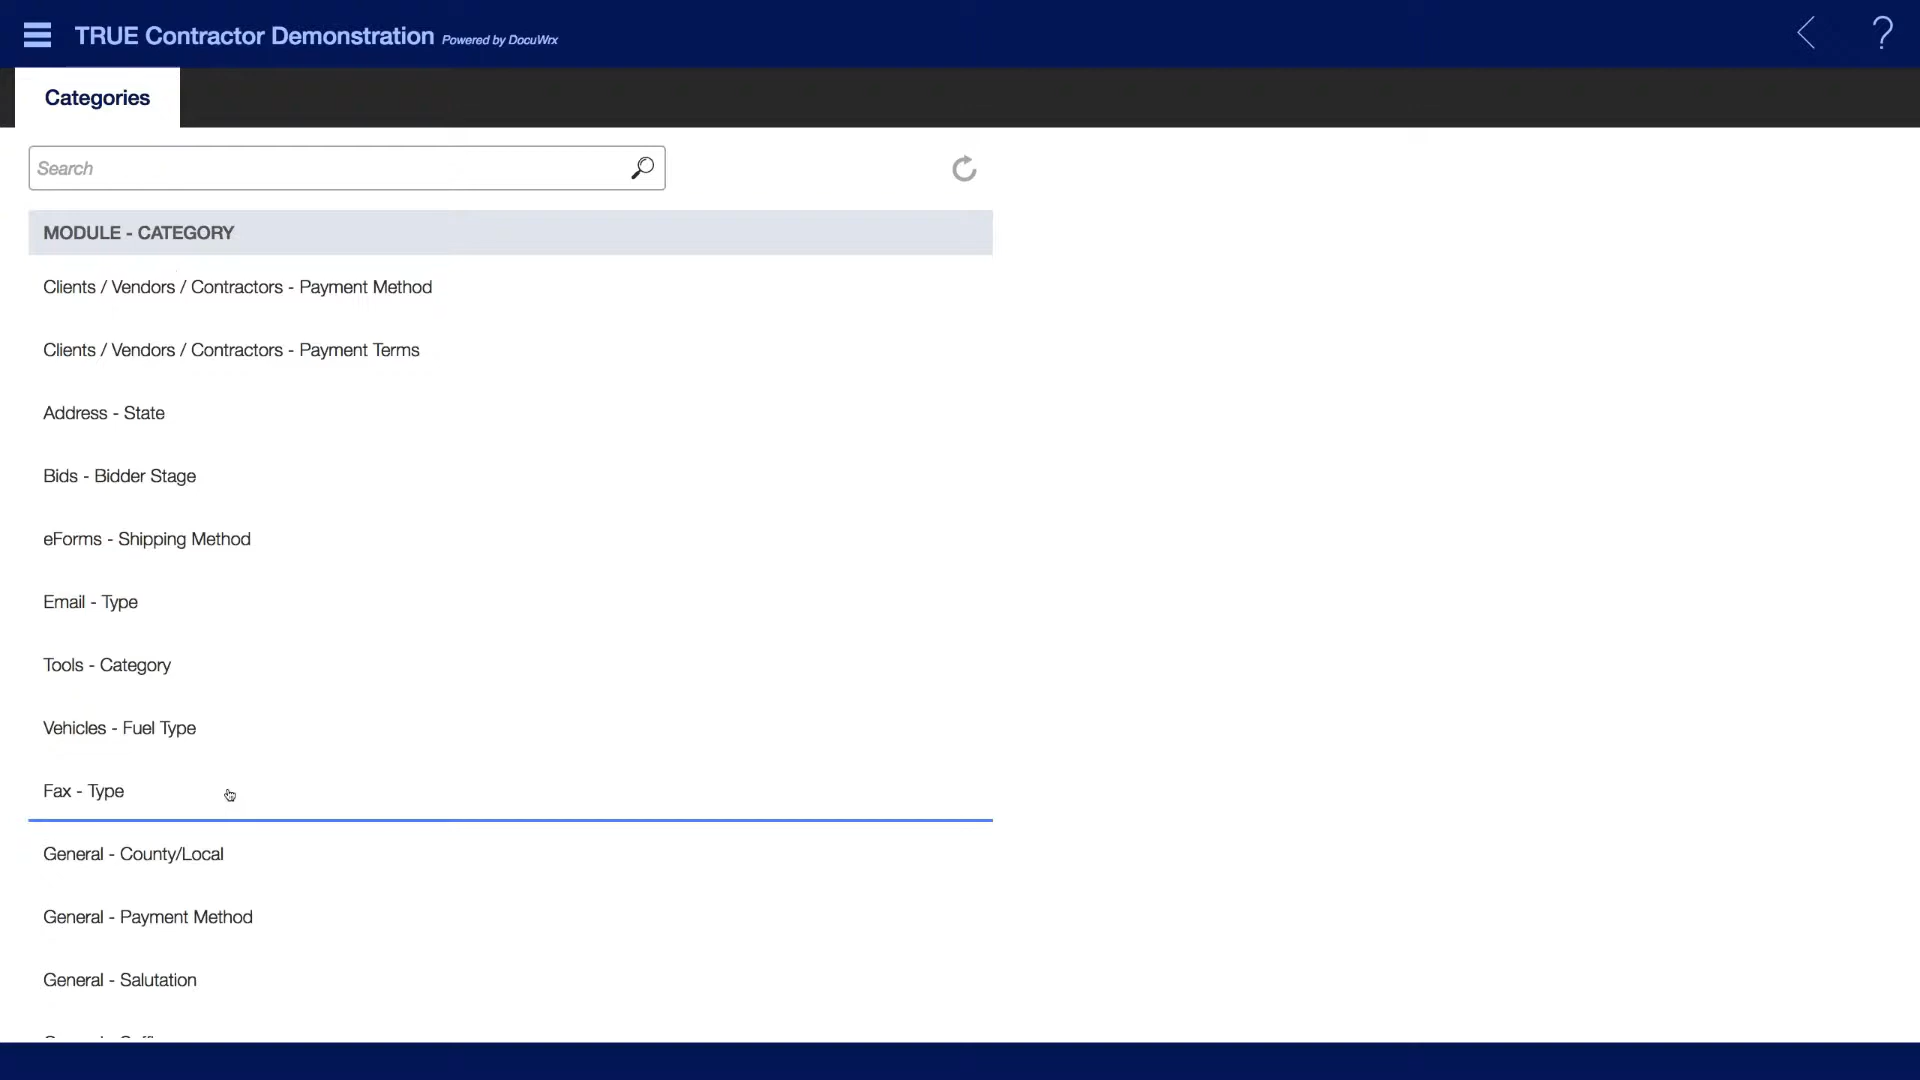 TRUE Contractor Demonstration Powered by DocuWrx
Categories
Search
MODULE - CATEGORY
Clients / Vendors / Contractors - Payment Method
Clients / Vendors / Contractors - Payment Terms
Address - State
Bids - Bidder Stage
eForms - Shipping Method
Email - Type
Tools - Category
Vehicles - Fuel Type
Fax - Type
General - County/Local
General - Payment Method
General - Salutation